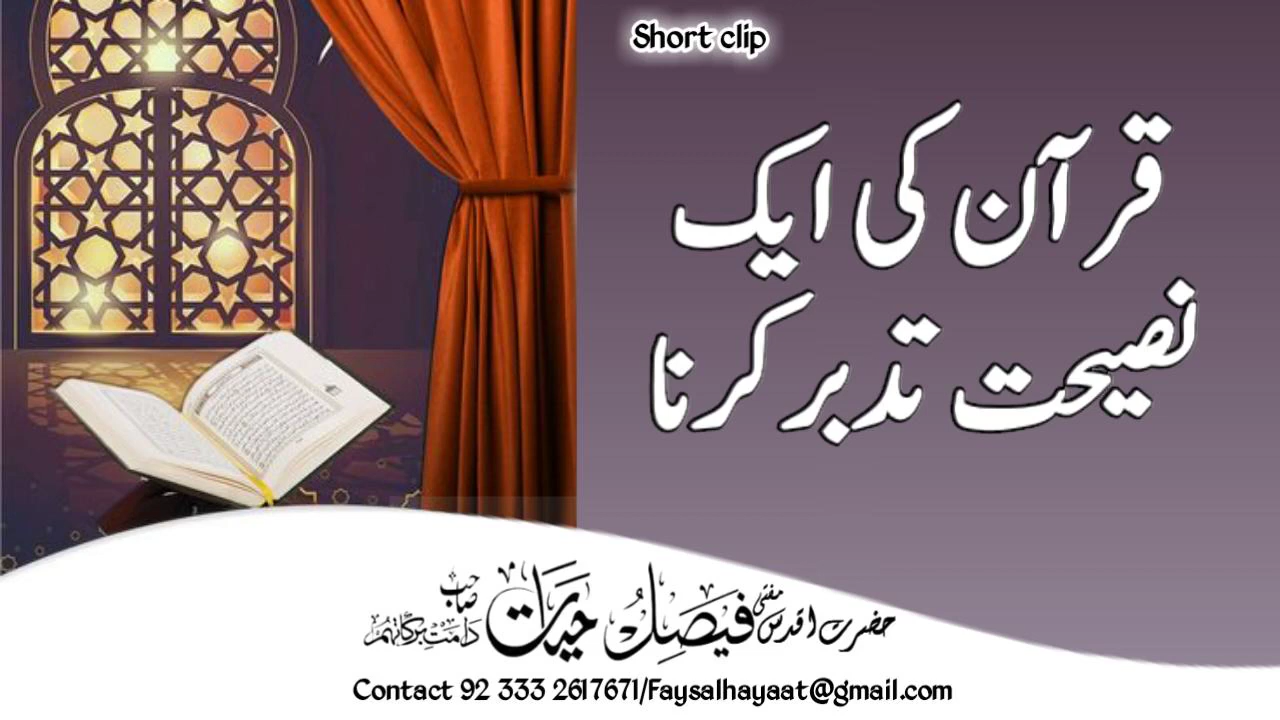 Short clip
قرآن کی ایک
نصیحت تدبر کرنا
حضرت اقدس مفتی فیصل حیات صاحب دامت برکاتہم
Contact 92 333 2617671/Faysalhayaat@gmail.com